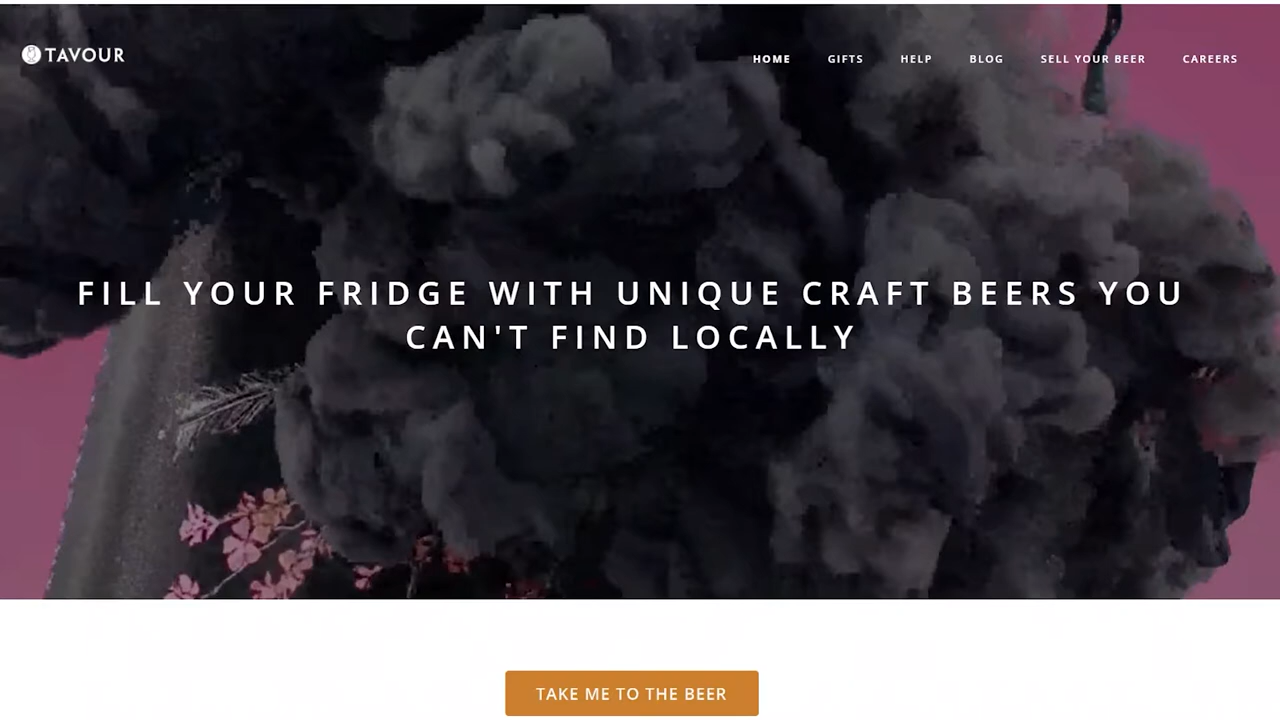 TAVOUR
HOME GIFTS HELP BLOG SELL YOUR BEER CAREERS
FILL YOUR FRIDGE WITH UNIQUE CRAFT BEERS YOU
CAN'T FIND LOCALLY
TAKE ME TO THE BEER